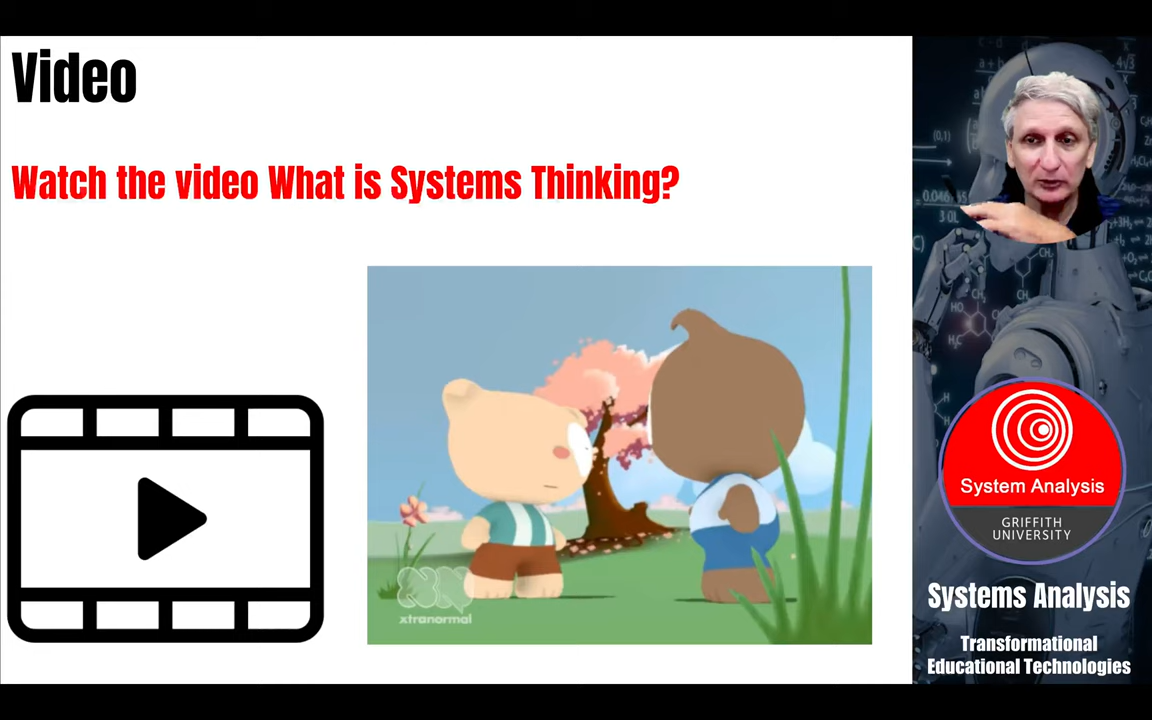 Video
Watch the video What is Systems Thinking?
xtranormal
System Analysis
GRIFFITH
UNIVERSITY
Systems Analysis
Transformational
Educational Technologies